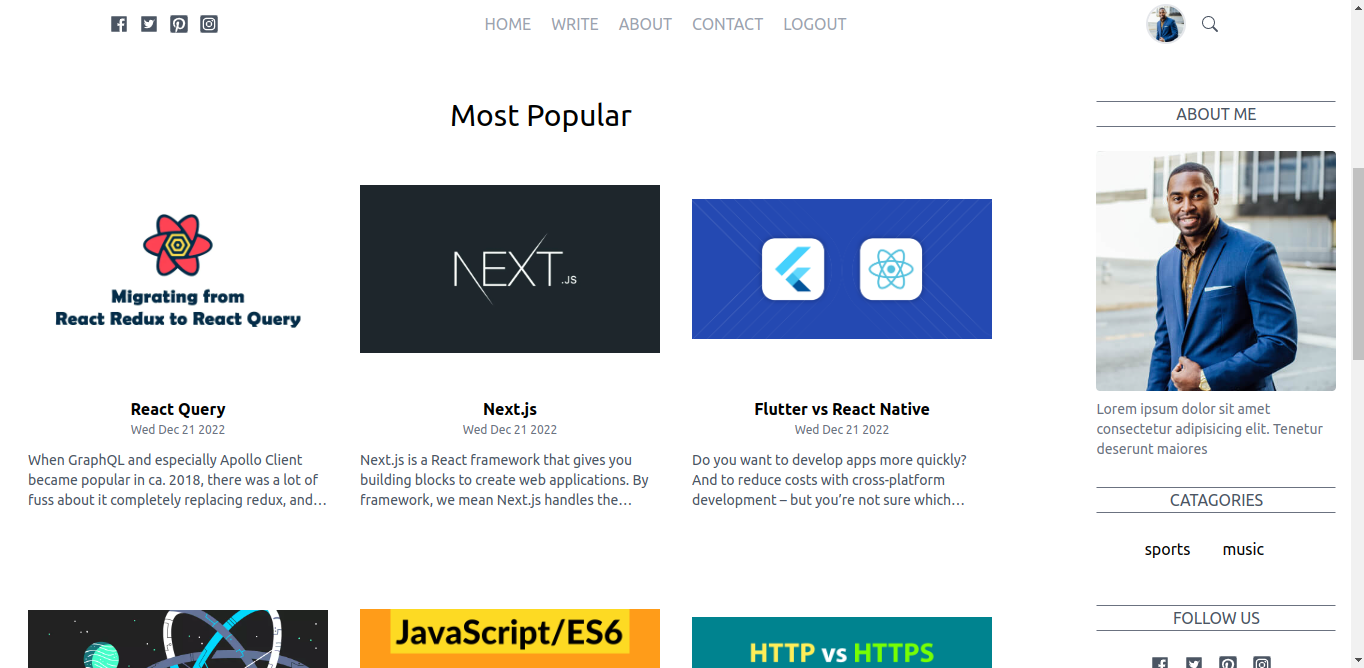 HOME WRITE ABOUT CONTACT LOGOUT
Most Popular
Migrating from
React Redux to React Query
React Query
Wed Dec 21 2022
When GraphQL and especially Apollo Client
became popular in ca. 2018, there was a lot of
fuss about it completely replacing redux, and…
NEXT.JS
Next.js
Wed Dec 21 2022
Next.js is a React framework that gives you
building blocks to create web applications. By
framework, we mean Next.js handles the…
Flutter vs React Native
Wed Dec 21 2022
Do you want to develop apps more quickly?
And to reduce costs with cross-platform
development – but you’re not sure which…
JavaScript/ES6
HTTP vs HTTPS
ABOUT ME
Lorem ipsum dolor sit amet
consectetur adipisicing elit. Tenetur
deserunt maiores
CATAGORIES
sports music
FOLLOW US